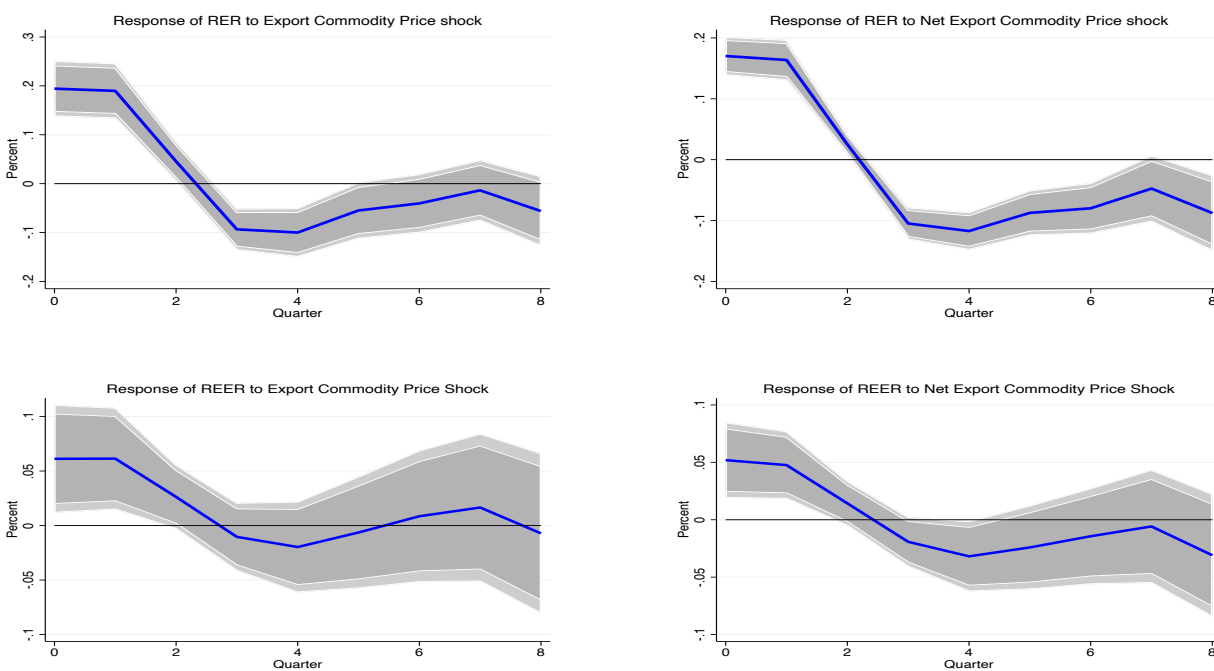 Response of RER to Export Commodity Price shock
Percent
.3
.2
.1
0
-.1
-.2
0 2 4 6 8
Quarter
Response of RER to Net Export Commodity Price shock
Percent
.2
.1
0
-.1
-.2
0 2 4 6 8
Quarter
Response of REER to Export Commodity Price Shock
Percent
.1
.05
0
-.05
-.1
0 2 4 6 8
Quarter
Response of REER to Net Export Commodity Price Shock
Percent
.1
.05
0
-.05
-.1
0 2 4 6 8
Quarter